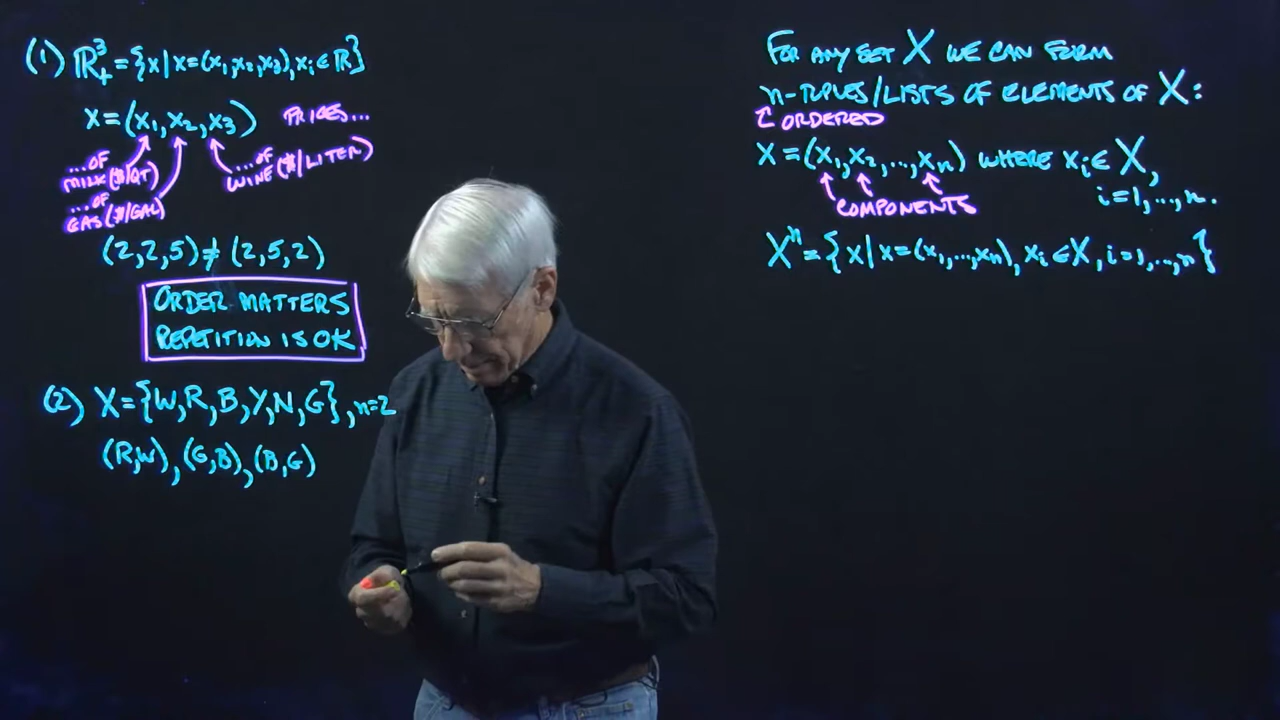 (1) ℝ³₊ = {x | x = (x₁, x₂, x₃), xᵢ ∈ ℝ}
x = (x₁, x₂, x₃) PRICES...
...OF MILK ($/QT)
...OF GAS ($/GAL)
...OF WINE ($/LITER)
(2,2,5) ≠ (2,5,2)
ORDER MATTERS
REPETITION IS OK
(2) X = {W, R, B, Y, N, G}, n=2
(R,W), (G,B), (B,G)
FOR ANY SET X WE CAN FORM
n-TUPLES/LISTS OF ELEMENTS OF X:
ORDERED
x = (x₁, x₂, ..., xₙ) WHERE xᵢ ∈ X,
i=1,...,n.
COMPONENTS
Xⁿ = {x | x = (x₁, ..., xₙ), xᵢ ∈ X, i=1,...,n}